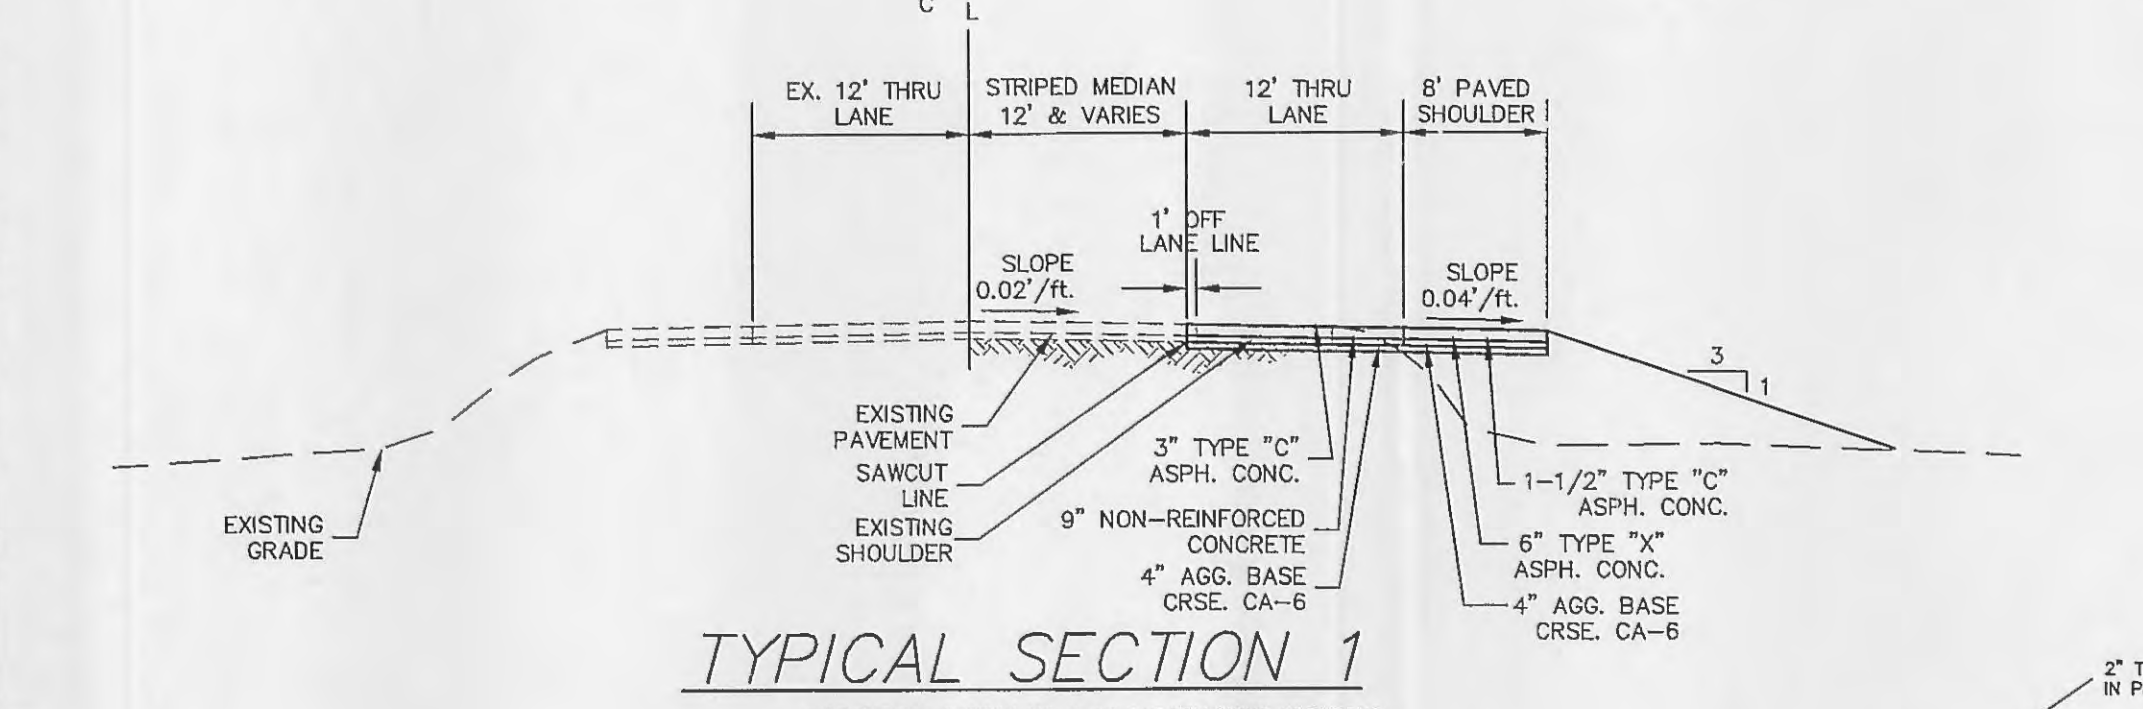 C L
EX. 12' THRU
LANE
STRIPED MEDIAN
12' & VARIES
12' THRU
LANE
8' PAVED
SHOULDER
1' OFF
LANE LINE
SLOPE
0.02'/ft.
SLOPE
0.04'/ft.
3
1
EXISTING
GRADE
EXISTING
PAVEMENT
SAWCUT
LINE
EXISTING
SHOULDER
3" TYPE "C"
ASPH. CONC.
9" NON-REINFORCED
CONCRETE
4" AGG. BASE
CRSE. CA-6
1-1/2" TYPE "C"
ASPH. CONC.
6" TYPE "X"
ASPH. CONC.
4" AGG. BASE
CRSE. CA-6
TYPICAL SECTION 1
2" T
IN P